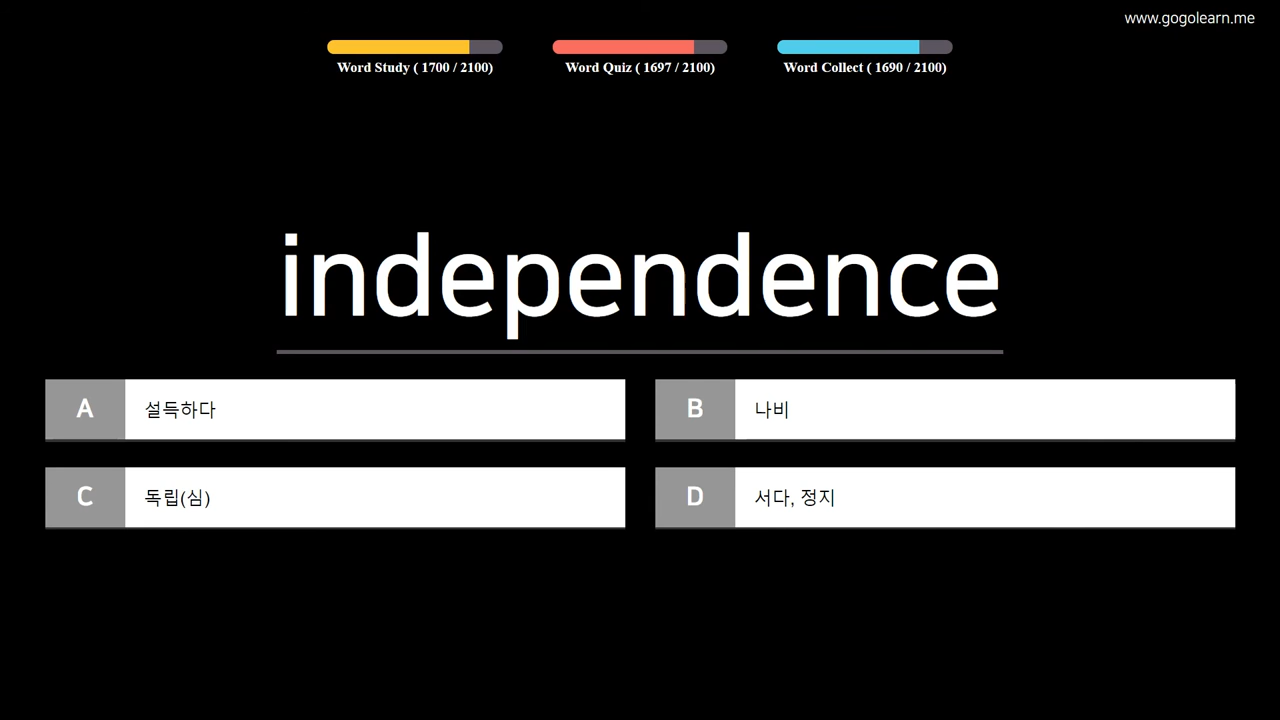 www.gogolearn.me
Word Study ( 1700 / 2100)
Word Quiz ( 1697 / 2100)
Word Collect ( 1690 / 2100)
independence
A 설득하다
B 나비
C 독립(심)
D 서다, 정지